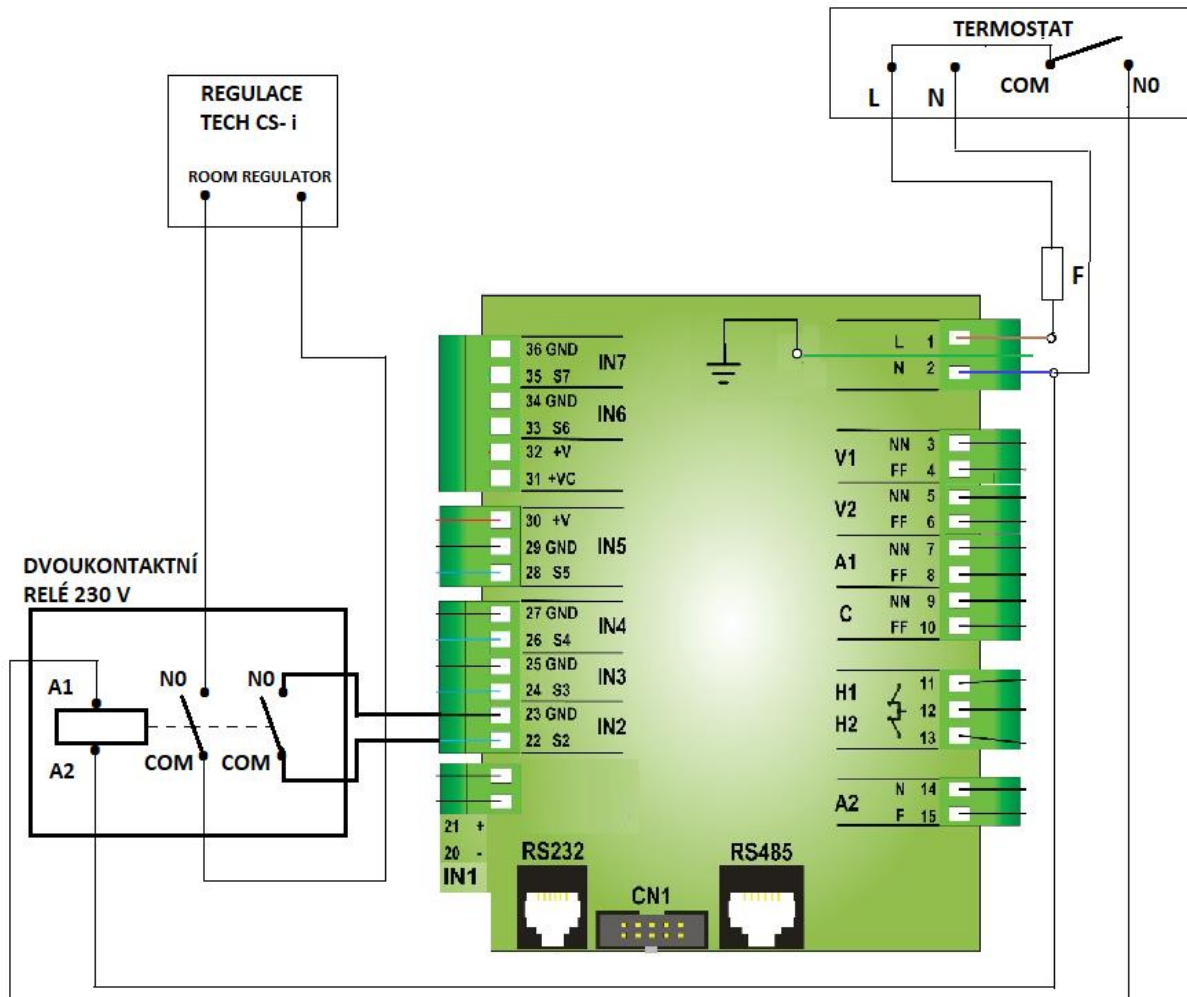 TERMOSTAT
L N COM N0
REGULACE
TECH CS- i
ROOM REGULATOR
F
36 GND
35 S7
IN7
34 GND
33 S6
IN6
32 +V
31 +VC
30 +V
29 GND
28 S5
IN5
27 GND
26 S4
IN4
25 GND
24 S3
IN3
23 GND
22 S2
IN2
21 +
20 -
IN1
L 1
N 2
V1
NN 3
FF 4
V2
NN 5
FF 6
A1
NN 7
FF 8
C
NN 9
FF 10
H1
H2
11
12
13
A2
N 14
F 15
DVOUKONTAKTNÍ
RELÉ 230 V
A1 N0 N0
A2 COM COM
RS232
CN1
RS485